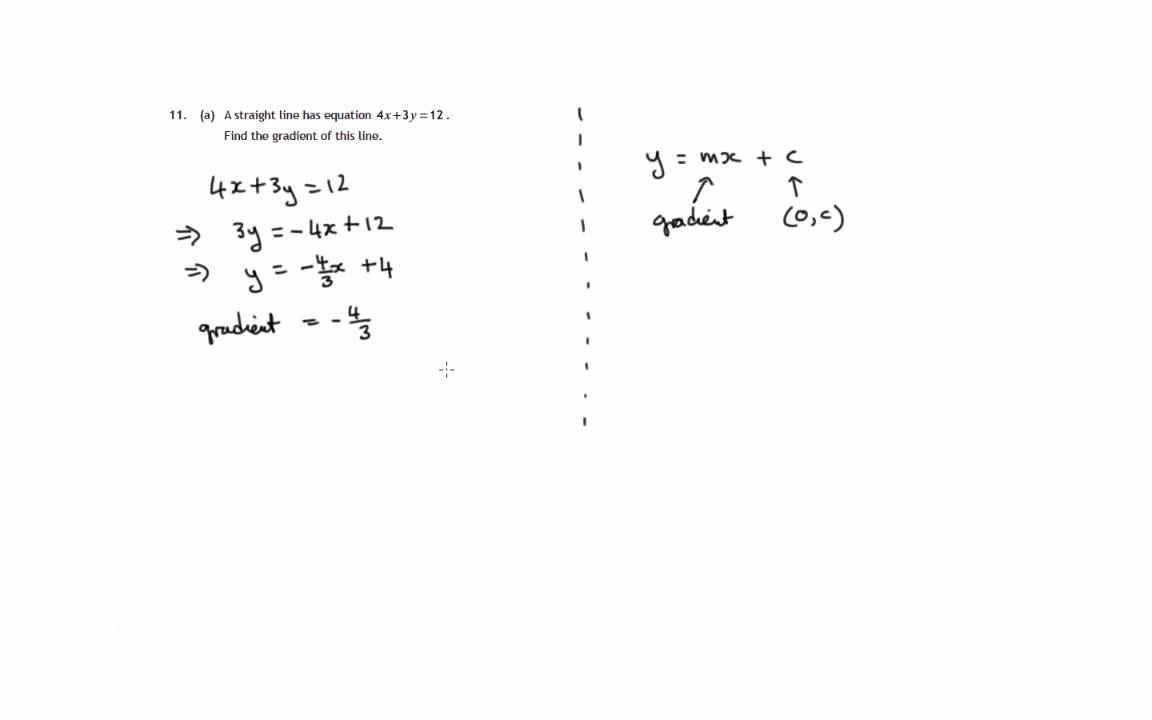 11. (a) A straight line has equation 4x+3y=12.
Find the gradient of this line.
4x+3y=12
⇒ 3y=-4x+12
⇒ y=-4/3x+4
gradient = -4/3
y = mx + c
↗ ↑
gradient (0,c)